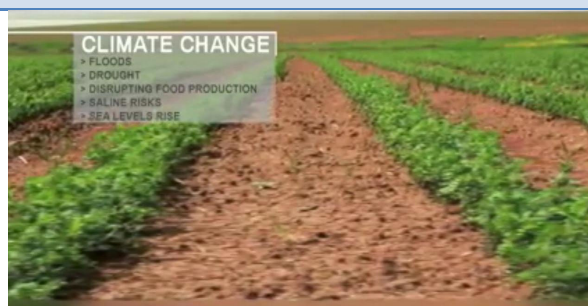 CLIMATE CHANGE
> FLOODS
> DROUGHT
> DISRUPTING FOOD PRODUCTION
> SALINE RISKS
> SEA LEVELS RISE